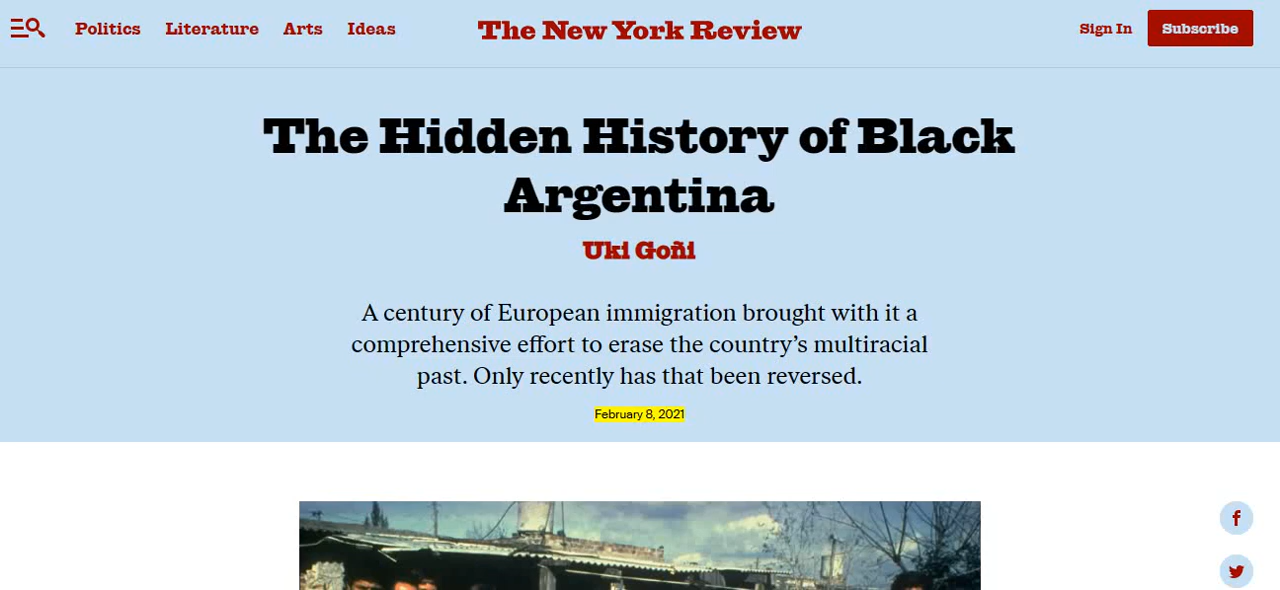 Politics Literature Arts Ideas The New York Review Sign In Subscribe
The Hidden History of Black
Argentina
Uki Goñi
A century of European immigration brought with it a
comprehensive effort to erase the country’s multiracial
past. Only recently has that been reversed.
February 8, 2021